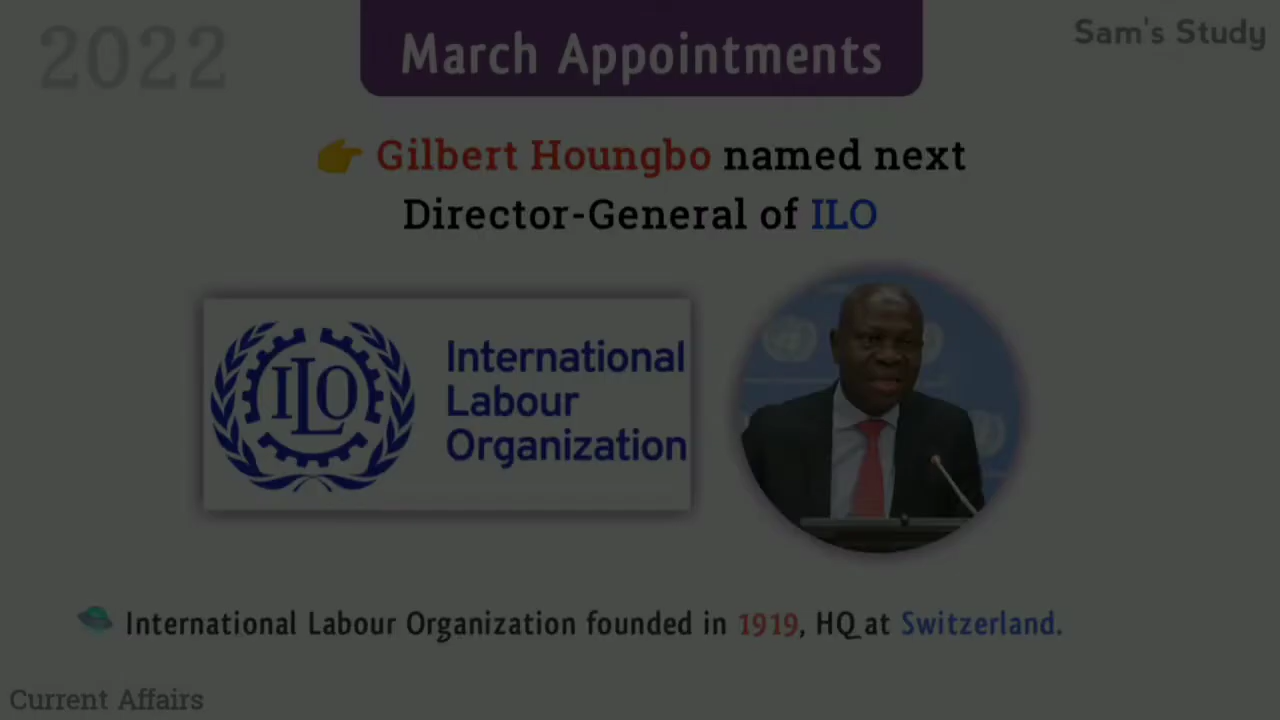 2022
March Appointments
Sam's Study
👉 Gilbert Houngbo named next
Director-General of ILO
ILO
International
Labour
Organization
International Labour Organization founded in 1919, HQ at Switzerland.
Current Affairs